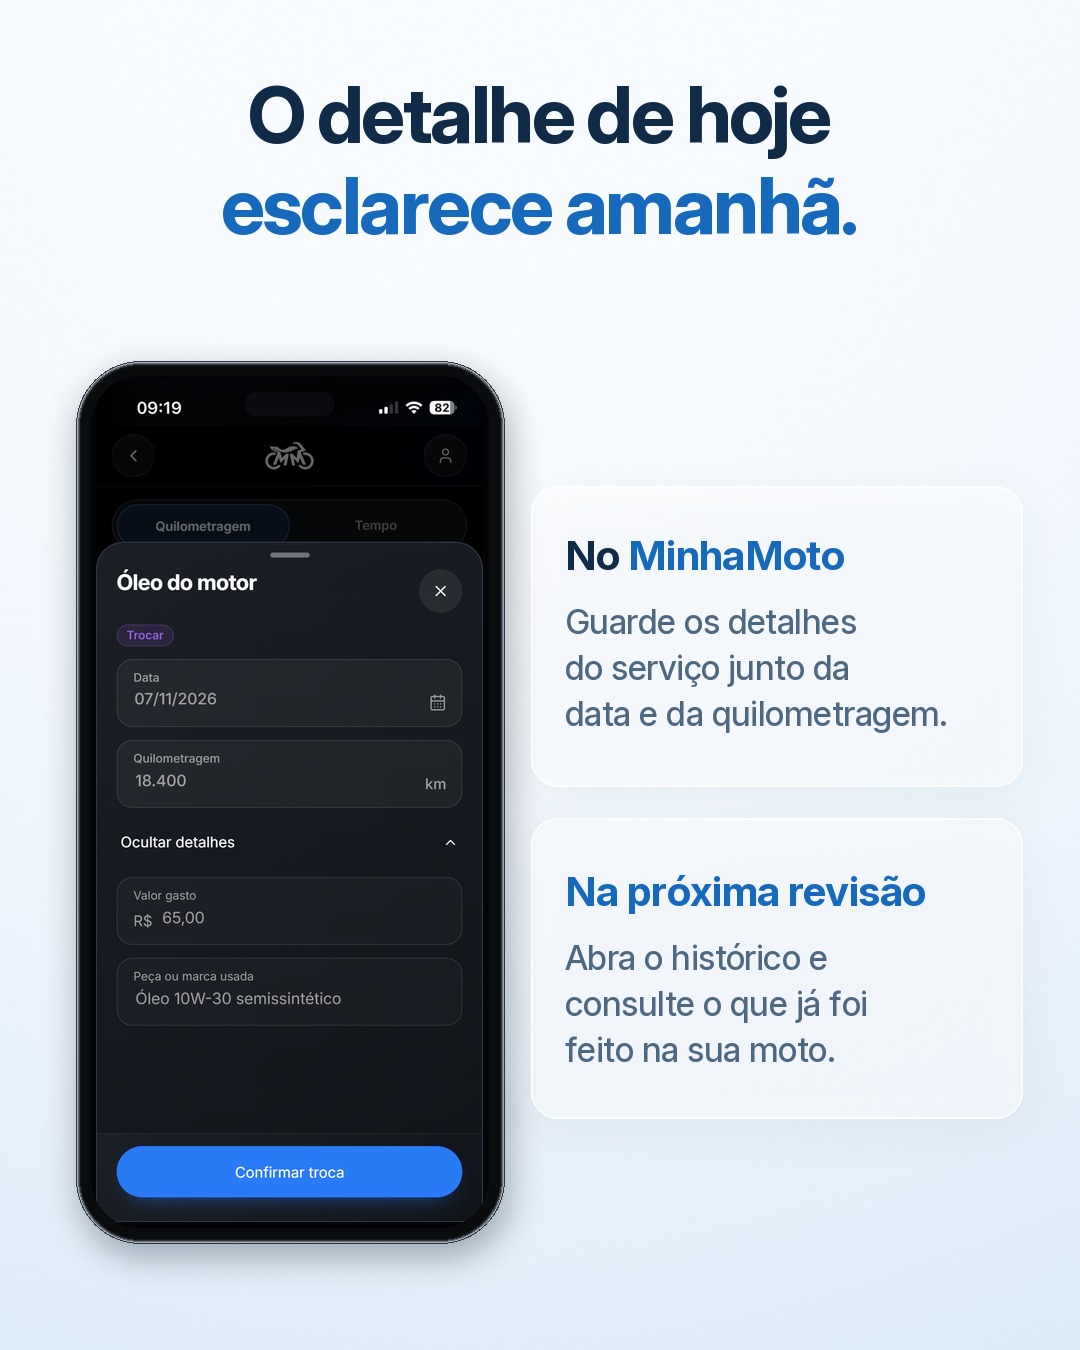 O detalhe de hoje
esclarece amanhã.
09:19
82
MM
Quilometragem
Tempo
Óleo do motor
Trocar
Data
07/11/2026
Quilometragem
18.400
km
Ocultar detalhes
Valor gasto
R$ 65,00
Peça ou marca usada
Óleo 10W-30 semissintético
Confirmar troca
No MinhaMoto
Guarde os detalhes
do serviço junto da
data e da quilometragem.
Na próxima revisão
Abra o histórico e
consulte o que já foi
feito na sua moto.